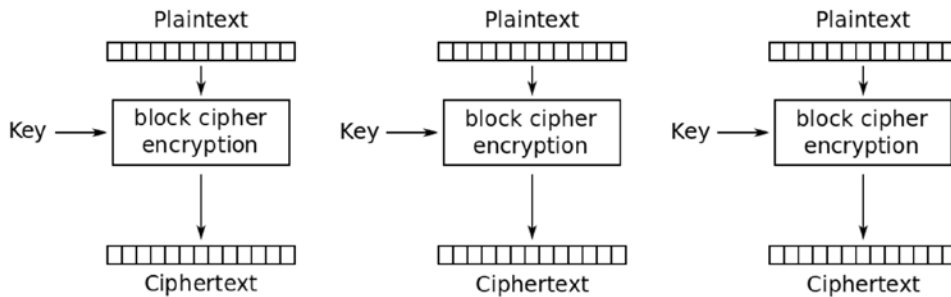 Plaintext Plaintext Plaintext
Key block cipher encryption Key block cipher encryption Key block cipher encryption
Ciphertext Ciphertext Ciphertext